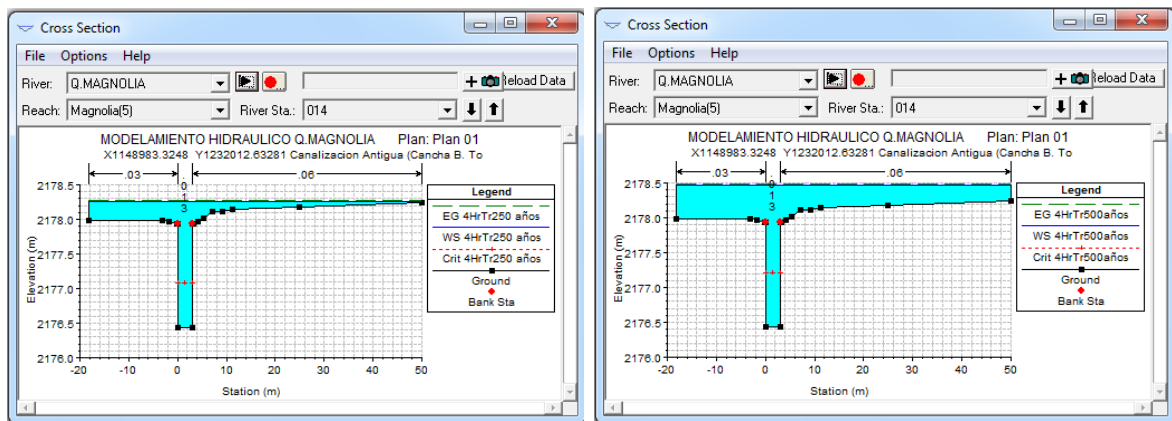 Cross Section
File Options Help
River: Q.MAGNOLIA Reload Data
Reach: Magnolia(5) River Sta.: 014
MODELAMIENTO HIDRAULICO Q.MAGNOLIA Plan: Plan 01
X1148983.3248 Y1232012.63281 Canalizacion Antigua (Cancha B. To
.03 .013 .06
2178.5
2178.0
2177.5
2177.0
2176.5
2176.0
Elevation (m)
-20 -10 0 10 20 30 40 50
Station (m)
Legend
EG 4HrTr250 años
WS 4HrTr250 años
Crit 4HrTr250 años
Ground
Bank Sta
Cross Section
File Options Help
River: Q.MAGNOLIA Reload Data
Reach: Magnolia(5) River Sta.: 014
MODELAMIENTO HIDRAULICO Q.MAGNOLIA Plan: Plan 01
X1148983.3248 Y1232012.63281 Canalizacion Antigua (Cancha B. To
.03 .013 .06
2178.5
2178.0
2177.5
2177.0
2176.5
2176.0
Elevation (m)
-20 -10 0 10 20 30 40 50
Station (m)
Legend
EG 4HrTr500años
WS 4HrTr500años
Crit 4HrTr500años
Ground
Bank Sta